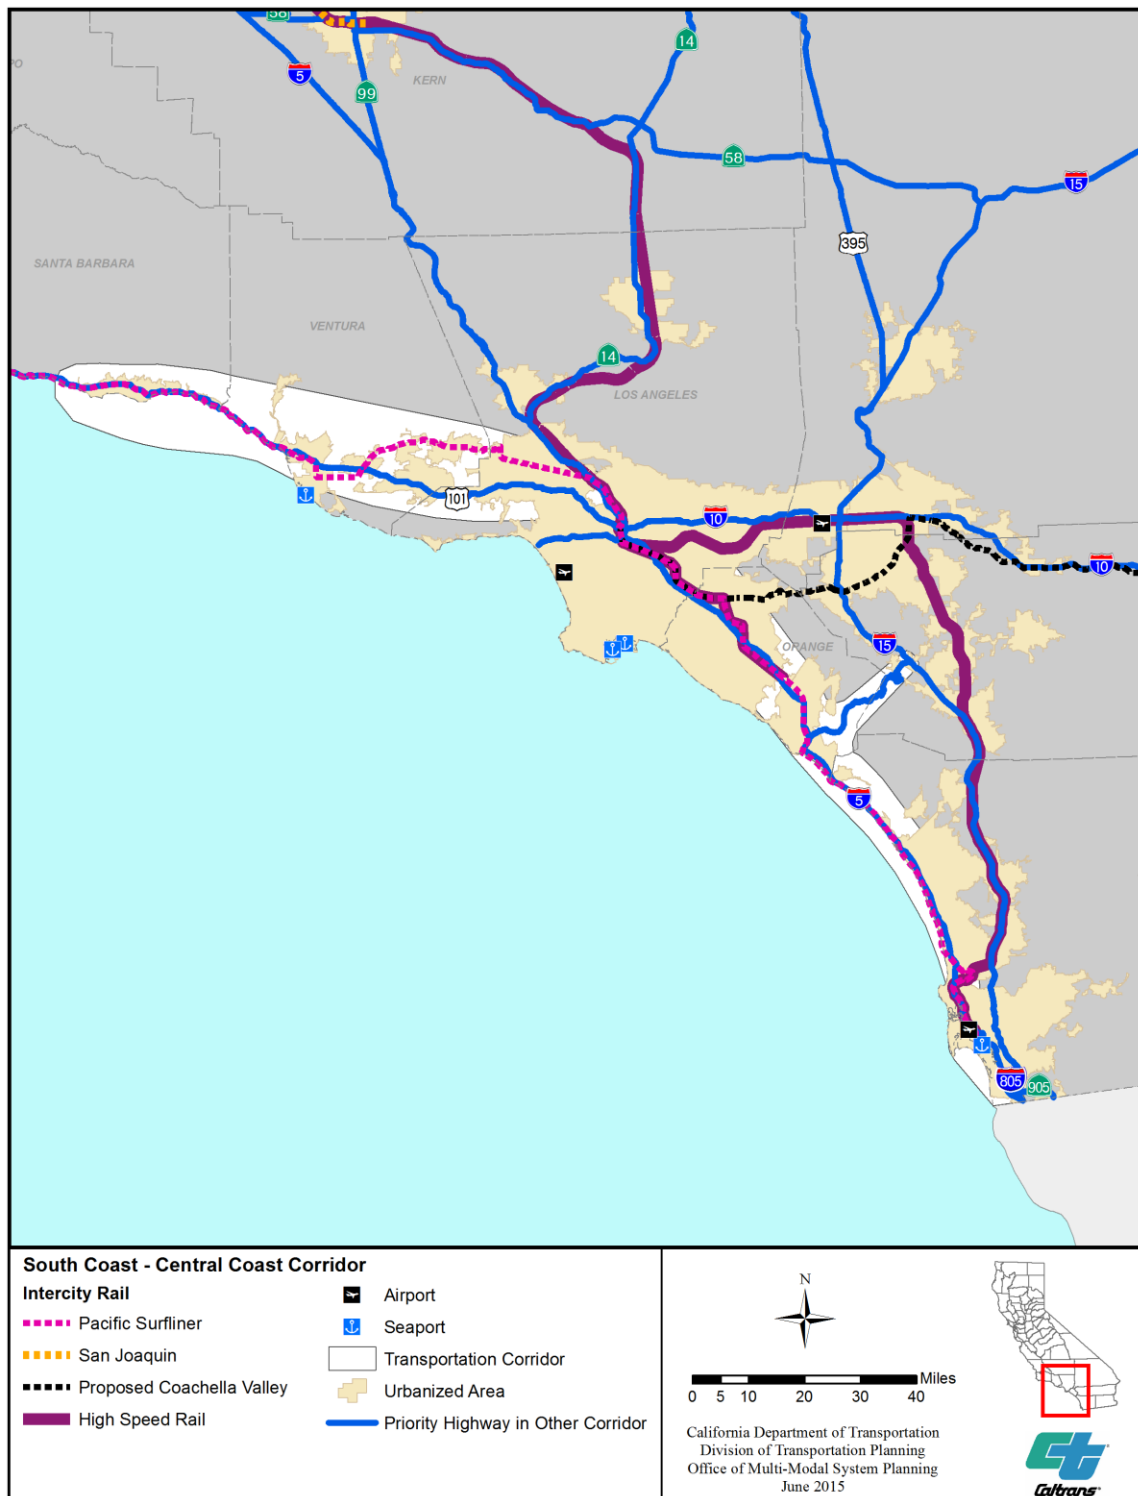 58
14
5
99
KERN
58
15
395
SANTA BARBARA
VENTURA
14
LOS ANGELES
101
10
10
ORANGE
15
5
805
905
South Coast - Central Coast Corridor
Intercity Rail
Pacific Surfliner
San Joaquin
Proposed Coachella Valley
High Speed Rail
Airport
Seaport
Transportation Corridor
Urbanized Area
Priority Highway in Other Corridor
N
Miles
0 5 10 20 30 40
California Department of Transportation
Division of Transportation Planning
Office of Multi-Modal System Planning
June 2015
Caltrans